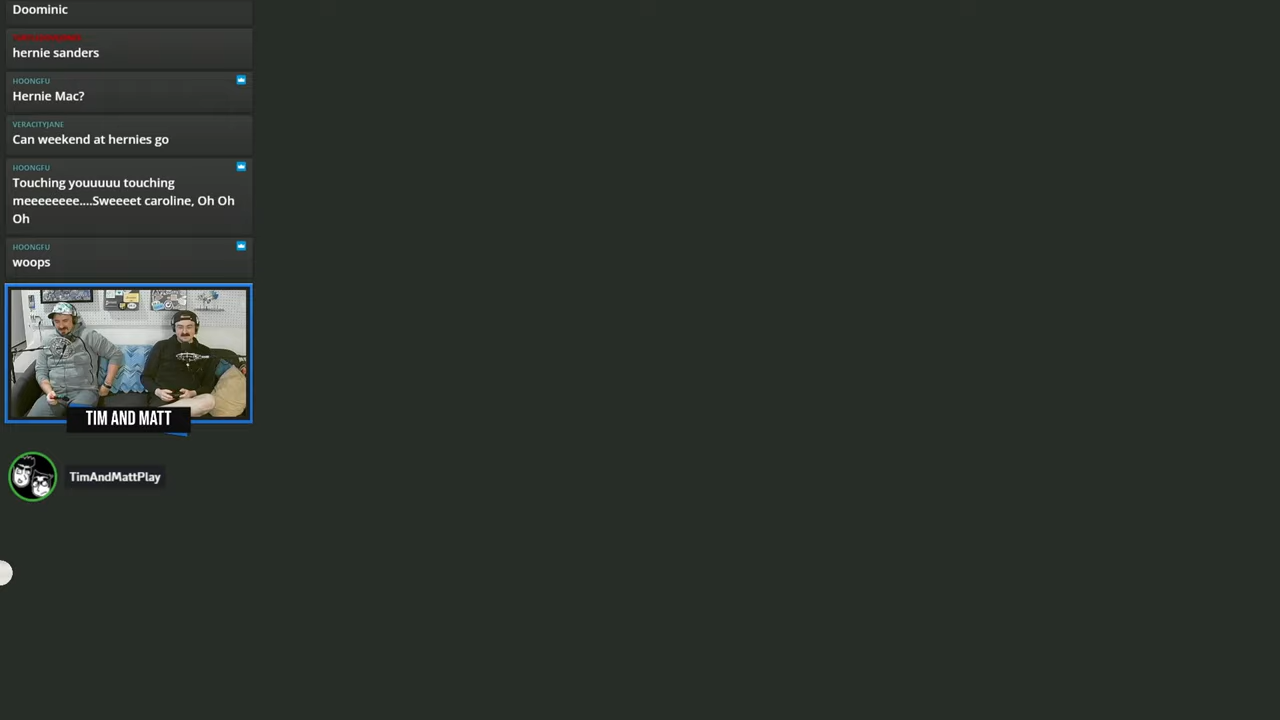 Doominic
hernie sanders
HOONGFU
Hernie Mac?
VERACITYJANE
Can weekend at hernies go
HOONGFU
Touching youuuuu touching
meeeeeeee....Sweeeet caroline, Oh Oh
Oh
HOONGFU
woops
TIM AND MATT
TimAndMattPlay